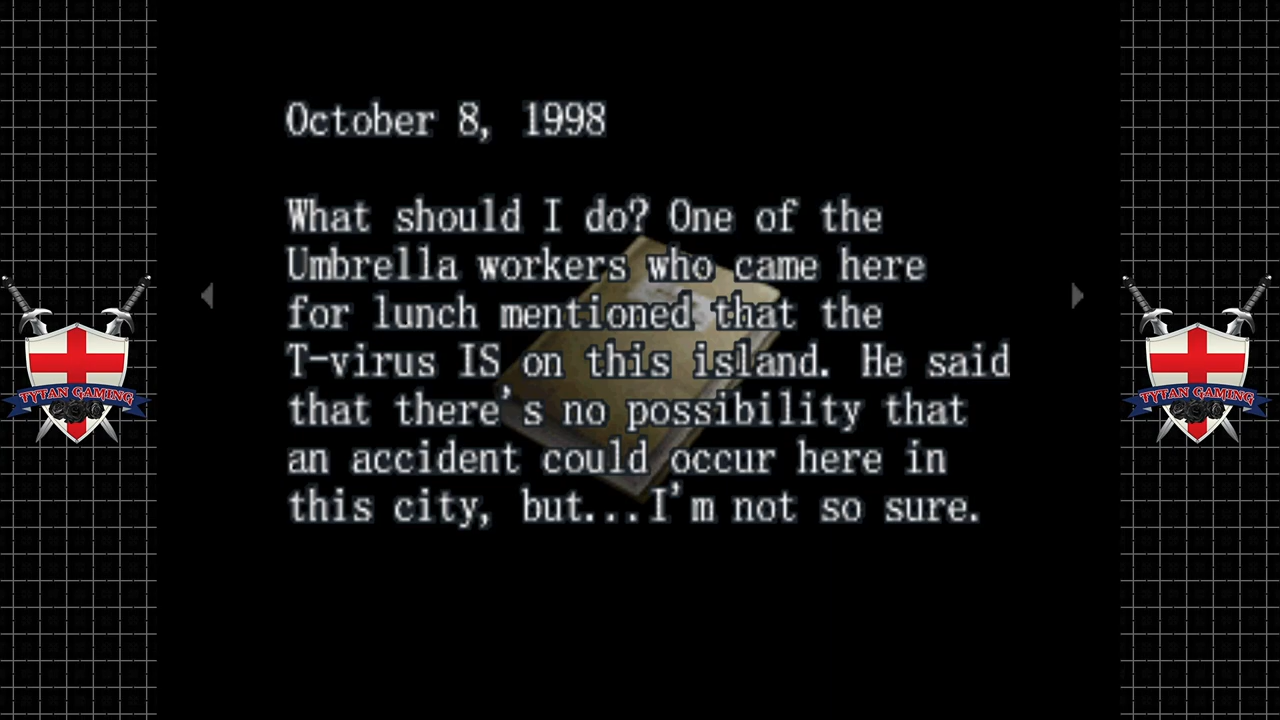 October 8, 1998
What should I do? One of the
Umbrella workers who came here
for lunch mentioned that the
T-virus IS on this island. He said
that there's no possibility that
an accident could occur here in
this city, but...I'm not so sure.
TYTAN GAMING
TYTAN GAMING